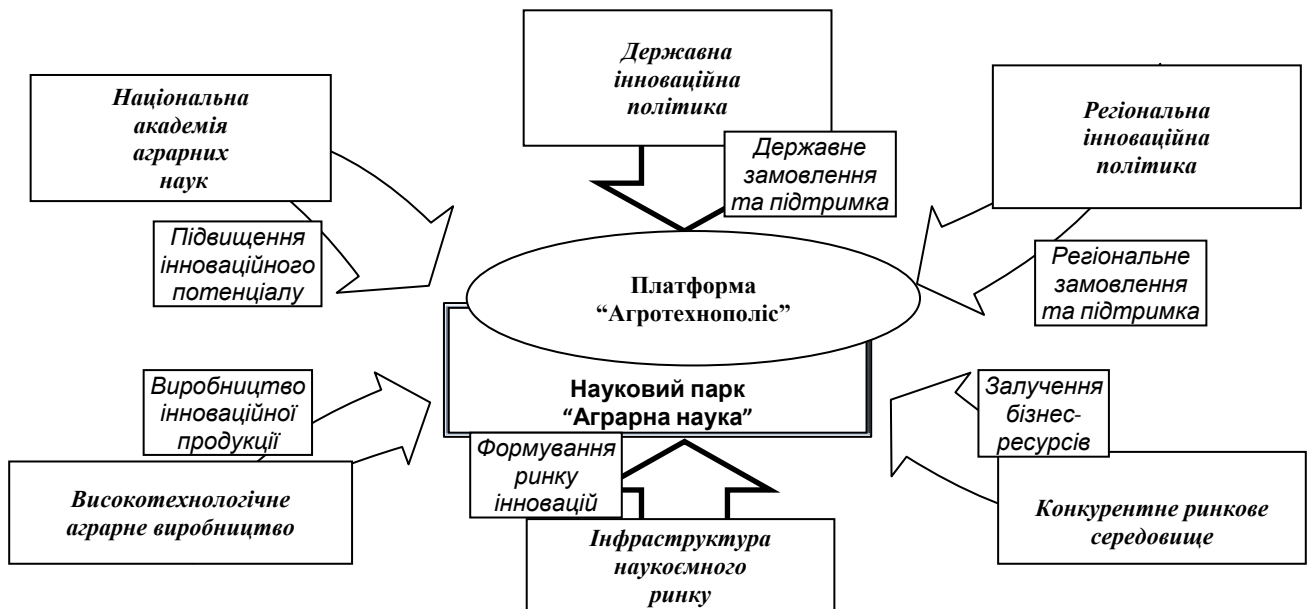 Державна
інноваційна
політика
Національна
академія
аграрних
наук
Регіональна
інноваційна
політика
Державне
замовлення
та підтримка
Підвищення
інноваційного
потенціалу
Регіональне
замовлення
та підтримка
Платформа
“Агротехнополіс”
Науковий парк
“Аграрна наука”
Виробництво
інноваційної
продукції
Залучення
бізнес-
ресурсів
Формування
ринку
інновацій
Високотехнологічне
аграрне виробництво
Конкурентне ринкове
середовище
Інфраструктура
наукоємного
ринку